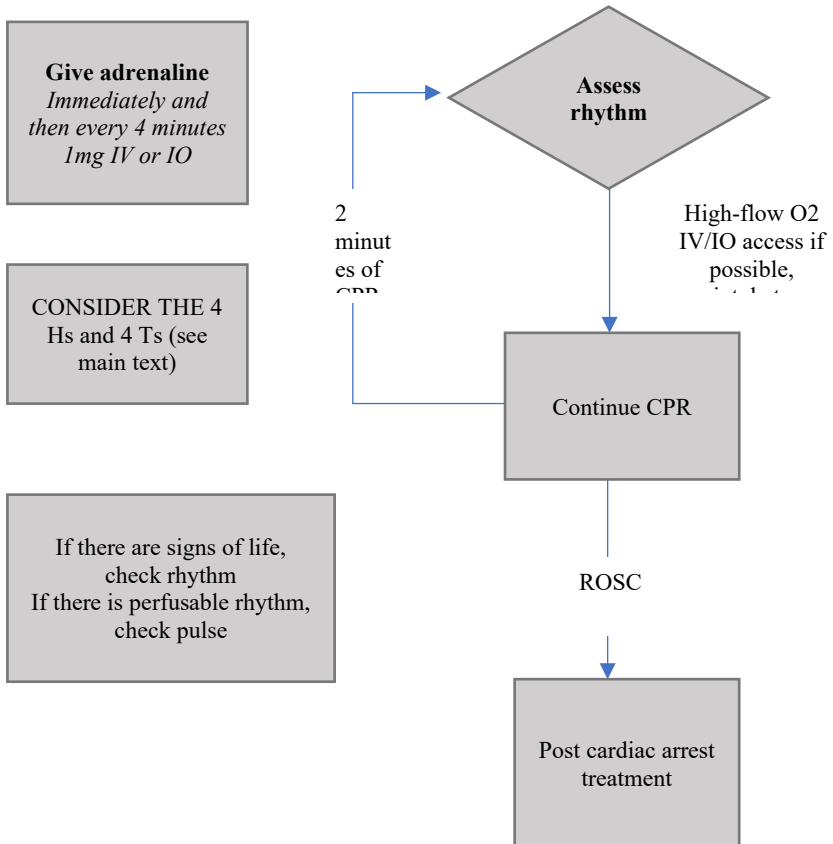 Give adrenaline
Immediately and
then every 4 minutes
1mg IV or IO
Assess
rhythm
2
minut
es of
High-flow O2
IV/IO access if
possible,
CONSIDER THE 4
Hs and 4 Ts (see
main text)
Continue CPR
If there are signs of life,
check rhythm
If there is perfusable rhythm,
check pulse
ROSC
Post cardiac arrest
treatment